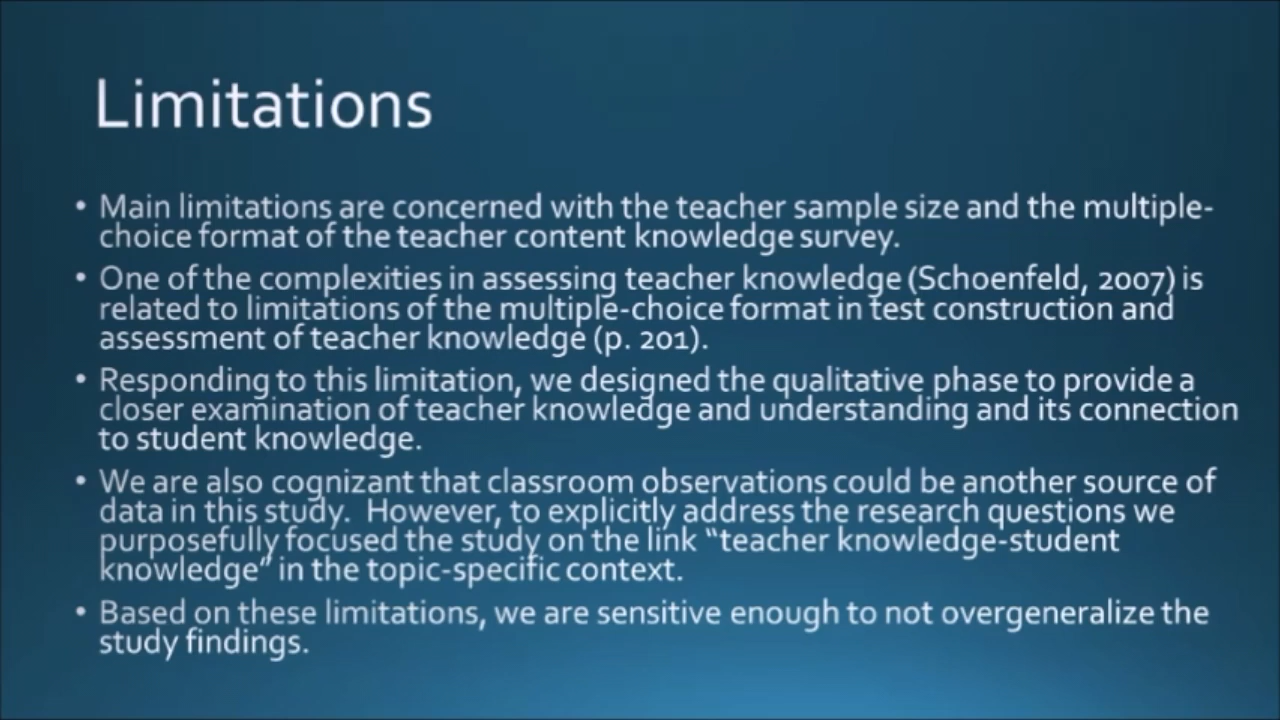 Limitations
• Main limitations are concerned with the teacher sample size and the multiple-
choice format of the teacher content knowledge survey.
• One of the complexities in assessing teacher knowledge (Schoenfeld, 2007) is
related to limitations of the multiple-choice format in test construction and
assessment of teacher knowledge (p. 201).
• Responding to this limitation, we designed the qualitative phase to provide a
closer examination of teacher knowledge and understanding and its connection
to student knowledge.
• We are also cognizant that classroom observations could be another source of
data in this study.  However, to explicitly address the research questions we
purposefully focused the study on the link “teacher knowledge-student
knowledge” in the topic-specific context.
• Based on these limitations, we are sensitive enough to not overgeneralize the
study findings.